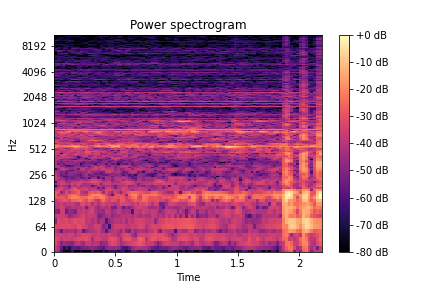 Power spectrogram
+0 dB
8192
-10 dB
4096
-20 dB
2048
-30 dB
1024
Hz
512
-40 dB
256
-50 dB
128
-60 dB
64
-70 dB
0
-80 dB
0 0.5 1 1.5 2
Time